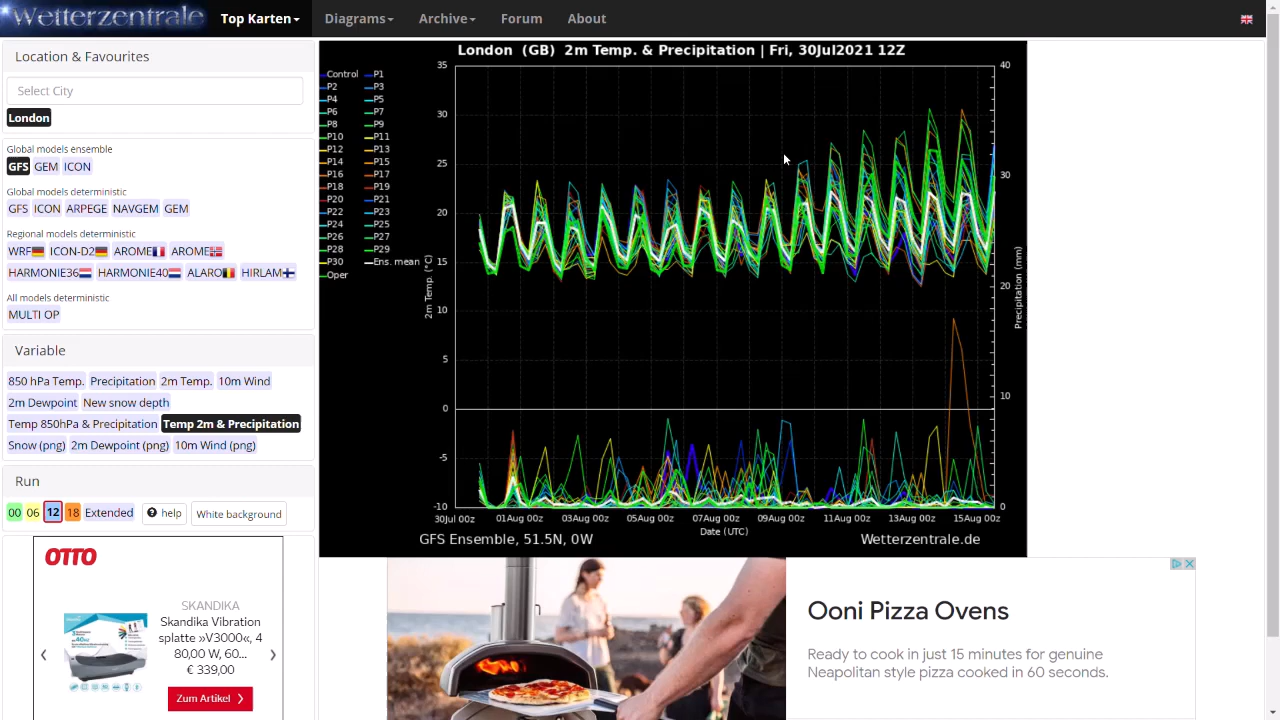 Wetterzentrale
Top Karten
Diagrams
Archive
Forum
About
Location & Favourites
Select City
London
Global models ensemble
GFS GEM ICON
Global models deterministic
GFS ICON ARPEGE NAVGEM GEM
Regional models deterministic
WRF ICON-D2 AROME AROME
HARMONIE36 HARMONIE40 ALARO HIRLAM
All models deterministic
MULTI OP
Variable
850 hPa Temp. Precipitation 2m Temp. 10m Wind
2m Dewpoint New snow depth
Temp 850hPa & Precipitation Temp 2m & Precipitation
Snow (png) 2m Dewpoint (png) 10m Wind (png)
Run
00 06 12 18 Extended help White background
London (GB) 2m Temp. & Precipitation | Fri, 30Jul2021 12Z
Control P1
P2 P3
P4 P5
P6 P7
P8 P9
P10 P11
P12 P13
P14 P15
P16 P17
P18 P19
P20 P21
P22 P23
P24 P25
P26 P27
P28 P29
P30 Ens. mean
Oper
2m Temp. (°C)
35
30
25
20
15
10
5
0
-5
-10
40
30
20
10
0
Precipitation (mm)
30Jul 00z 01Aug 00z 03Aug 00z 05Aug 00z 07Aug 00z 09Aug 00z 11Aug 00z 13Aug 00z 15Aug 00z
Date (UTC)
GFS Ensemble, 51.5N, 0W
Wetterzentrale.de
OTTO
SKANDIKA
Skandika Vibration
splatte »V3000«, 4
80,00 W, 60...
€ 339,00
Zum Artikel
Ooni Pizza Ovens
Ready to cook in just 15 minutes for genuine
Neapolitan style pizza cooked in 60 seconds.